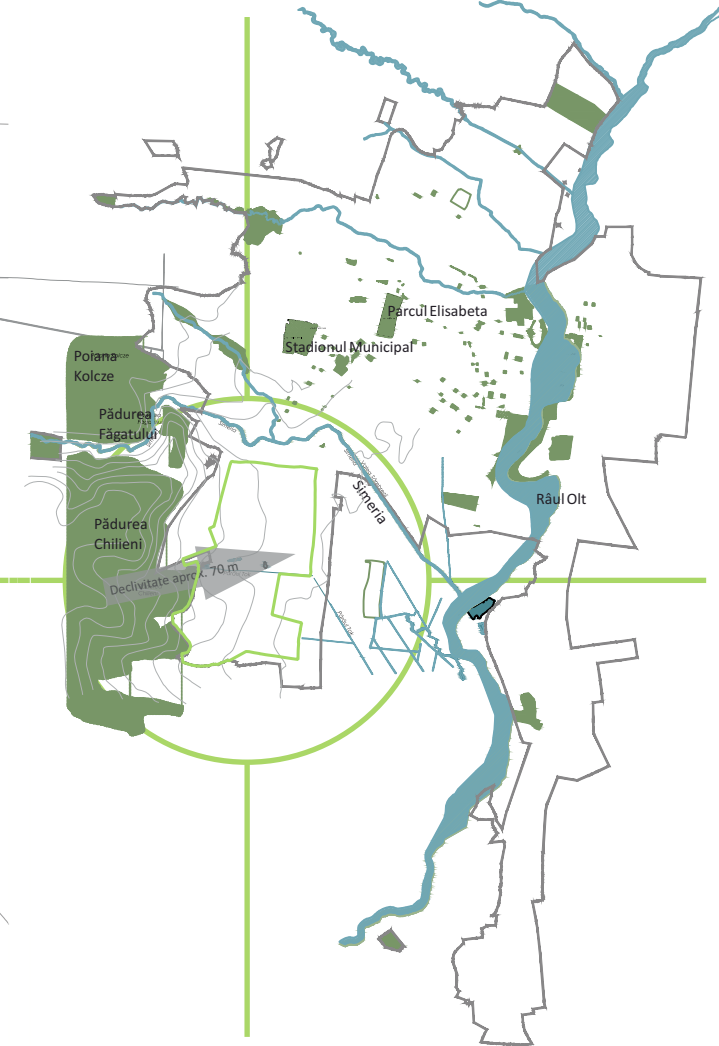 Parcul Elisabeta
Stadionul Municipal
Poiana
Kolcze
Pădurea
Făgatului
Simeria
Râul Olt
Pădurea
Chilieni
Declivitate aprox. 70 m